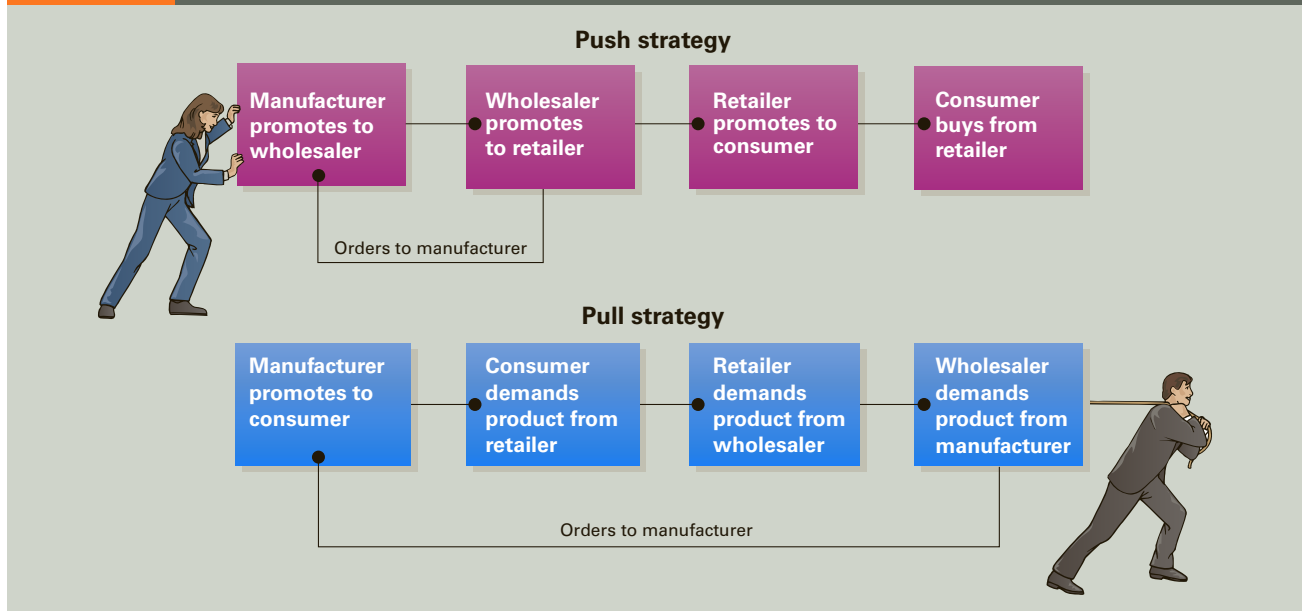 Push strategy
Manufacturer
promotes to
wholesaler
Wholesaler
promotes
to retailer
Retailer
promotes to
consumer
Consumer
buys from
retailer
Orders to manufacturer
Pull strategy
Manufacturer
promotes to
consumer
Consumer
demands
product from
retailer
Retailer
demands
product from
wholesaler
Wholesaler
demands
product from
manufacturer
Orders to manufacturer